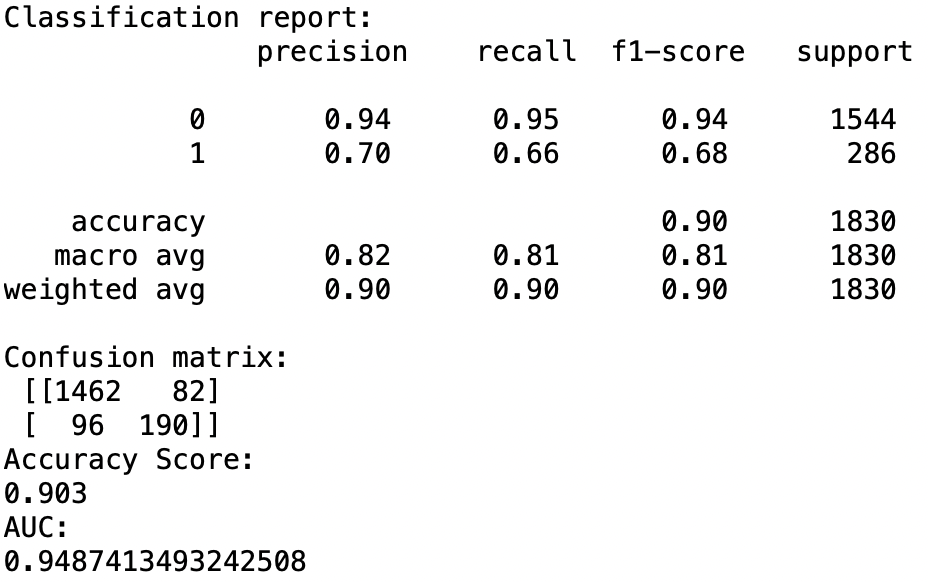 Classification report:
              precision    recall  f1-score   support

           0       0.94      0.95      0.94      1544
           1       0.70      0.66      0.68       286

    accuracy                           0.90      1830
   macro avg       0.82      0.81      0.81      1830
weighted avg       0.90      0.90      0.90      1830

Confusion matrix:
 [[1462   82]
 [  96  190]]
Accuracy Score:
0.903
AUC:
0.9487413493242508